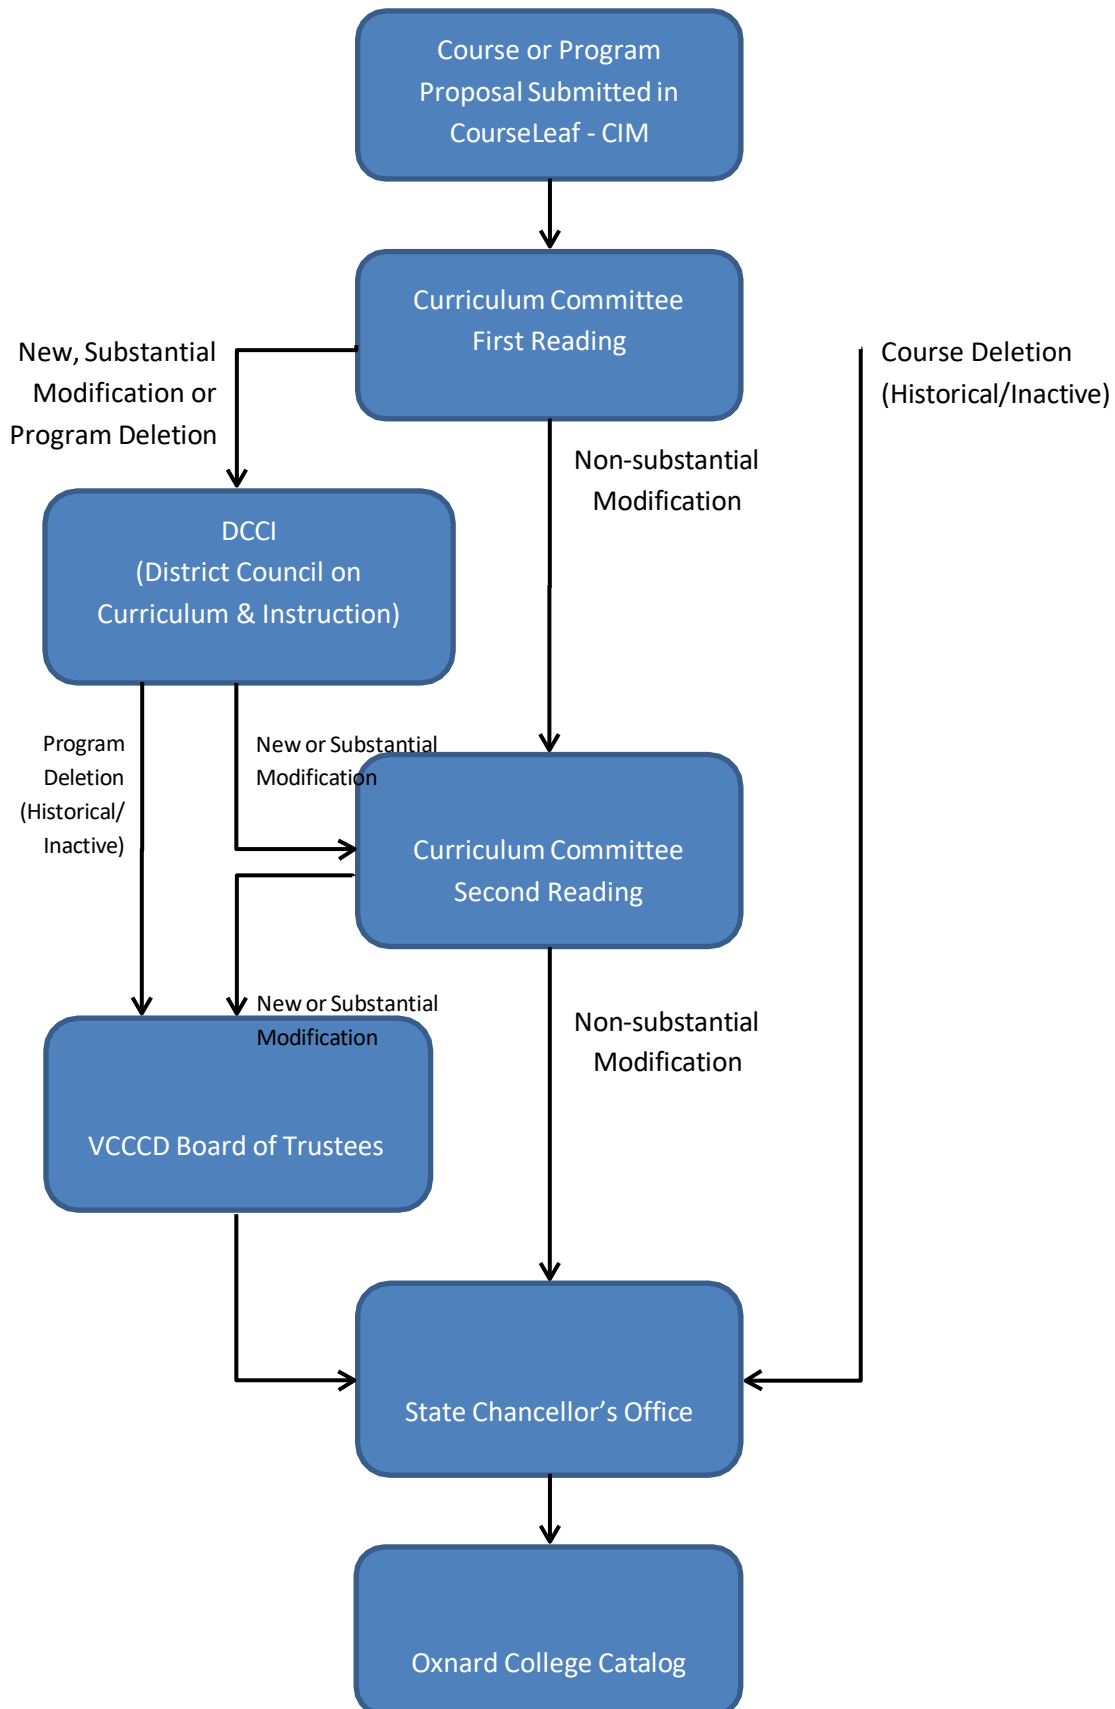 Course or Program
Proposal Submitted in
CourseLeaf - CIM
Curriculum Committee
First Reading
New, Substantial
Modification or
Program Deletion
Course Deletion
(Historical/Inactive)
Non-substantial
Modification
DCCI
(District Council on
Curriculum & Instruction)
Program
Deletion
(Historical/
Inactive)
New or Substantial
Modification
Curriculum Committee
Second Reading
New or Substantial
Modification
Non-substantial
Modification
VCCCD Board of Trustees
State Chancellor’s Office
Oxnard College Catalog